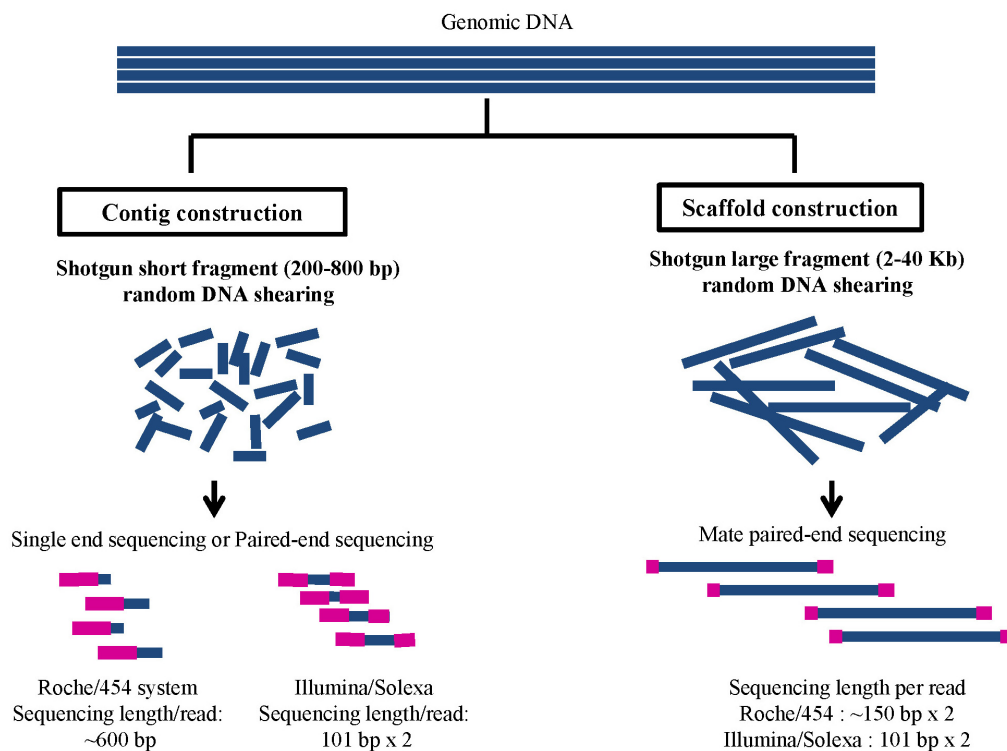 Genomic DNA
Contig construction
Shotgun short fragment (200-800 bp)
random DNA shearing
Single end sequencing or Paired-end sequencing
Roche/454 system
Sequencing length/read:
~600 bp
Illumina/Solexa
Sequencing length/read:
101 bp x 2
Scaffold construction
Shotgun large fragment (2-40 Kb)
random DNA shearing
Mate paired-end sequencing
Sequencing length per read
Roche/454 : ~150 bp x 2
Illumina/Solexa : 101 bp x 2